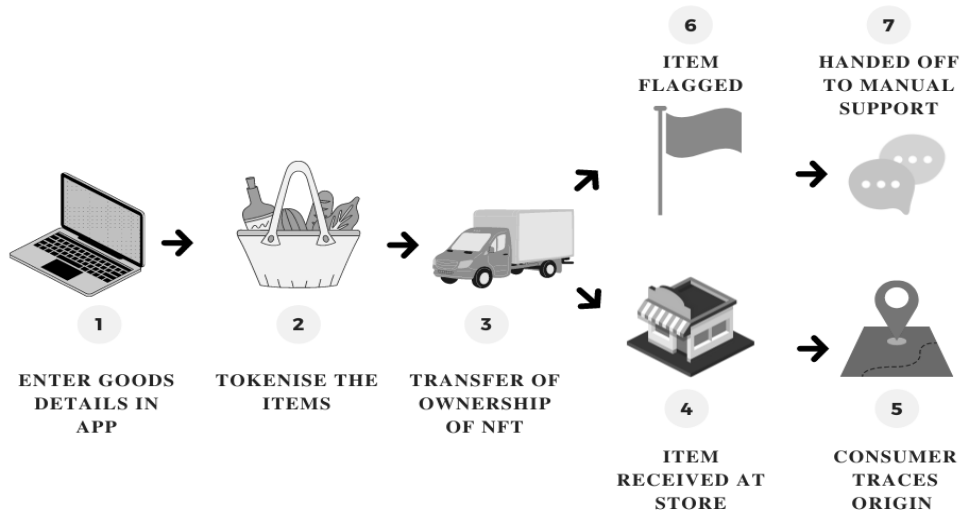 1
ENTER GOODS
DETAILS IN
APP
2
TOKENISE THE
ITEMS
3
TRANSFER OF
OWNERSHIP
OF NFT
4
ITEM
RECEIVED AT
STORE
5
CONSUMER
TRACES
ORIGIN
6
ITEM
FLAGGED
7
HANDED OFF
TO MANUAL
SUPPORT